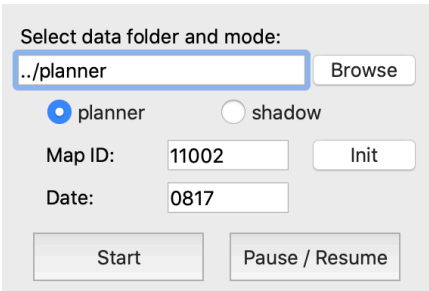 Select data folder and mode:
../planner Browse
planner shadow
Map ID: 11002 Init
Date: 0817
Start Pause / Resume